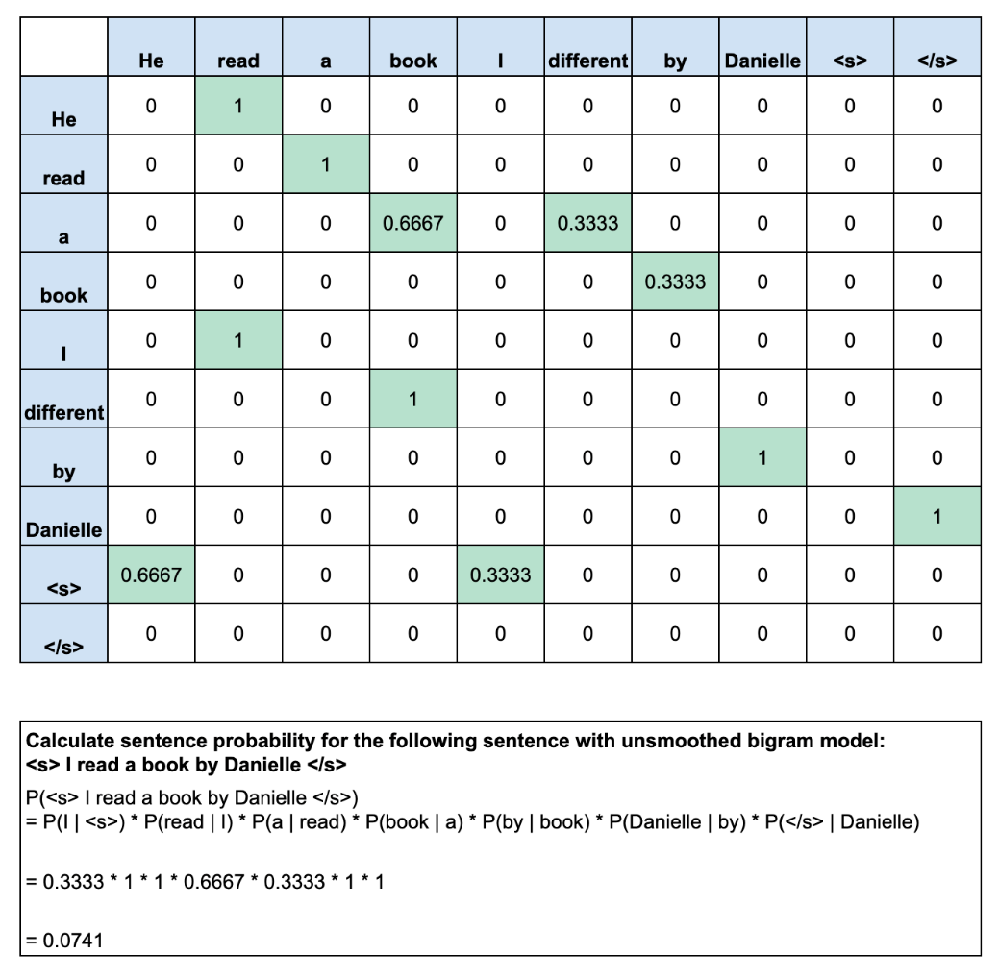 He read a book I different by Danielle <s> </s>
He 0 1 0 0 0 0 0 0 0 0
read 0 0 1 0 0 0 0 0 0 0
a 0 0 0 0.6667 0 0.3333 0 0 0 0
book 0 0 0 0 0 0 0.3333 0 0 0
I 0 1 0 0 0 0 0 0 0 0
different 0 0 0 1 0 0 0 0 0 0
by 0 0 0 0 0 0 0 1 0 0
Danielle 0 0 0 0 0 0 0 0 0 1
<s> 0.6667 0 0 0 0.3333 0 0 0 0 0
</s> 0 0 0 0 0 0 0 0 0 0
Calculate sentence probability for the following sentence with unsmoothed bigram model:
<s> I read a book by Danielle </s>
P(<s> I read a book by Danielle </s>)
= P(I | <s>) * P(read | I) * P(a | read) * P(book | a) * P(by | book) * P(Danielle | by) * P(</s> | Danielle)
= 0.3333 * 1 * 1 * 0.6667 * 0.3333 * 1 * 1
= 0.0741